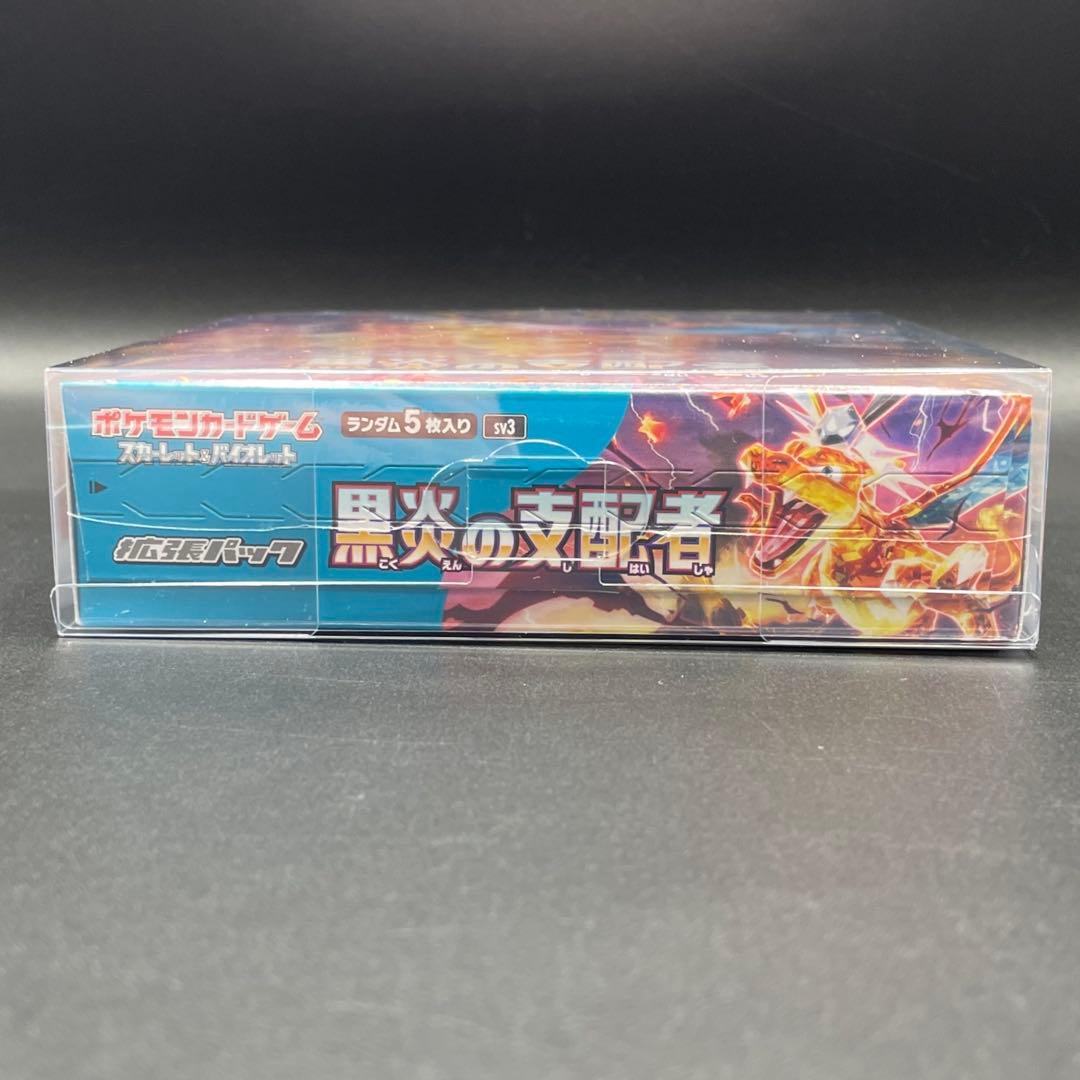 ポケモンカードゲーム
スカーレット&バイオレット
ランダム5枚入り
SV3
拡張パック
黒炎の支配者
こくえん しはいしゃ